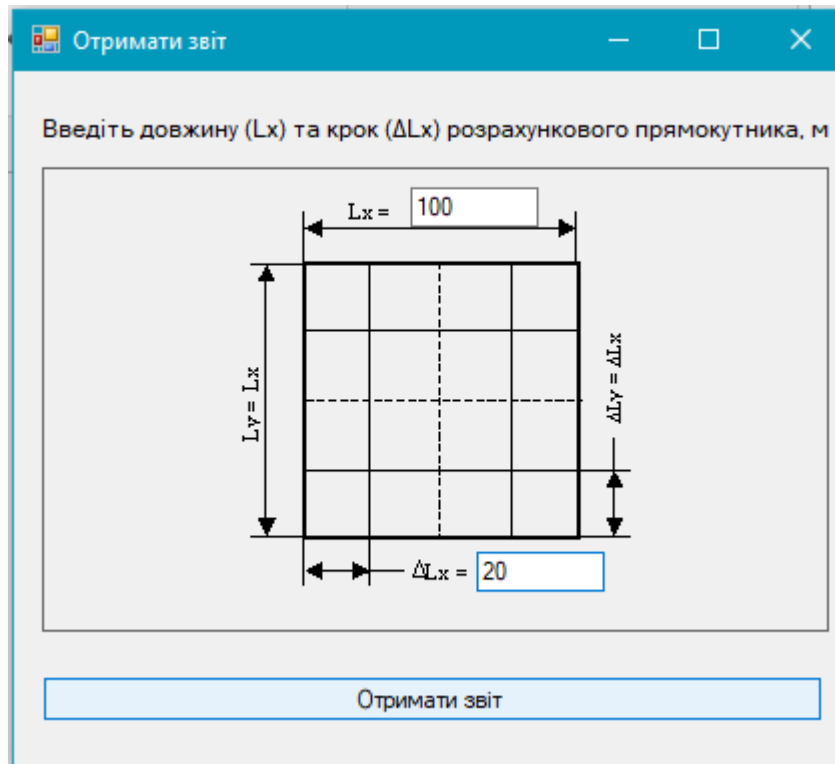 Отримати звіт
Введіть довжину (Lx) та крок (ΔLx) розрахункового прямокутника, м
Lx = 100
Ly = Lx
ΔLy = ΔLx
ΔLx = 20
Отримати звіт